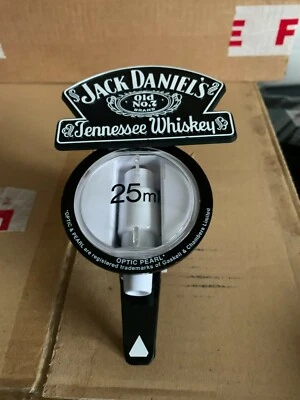 JACK DANIEL'S
Old
No.7
BRAND
Tennessee Whiskey
25ml
OPTIC PEARL
"OPTIC & PEARL are registered trademarks of Gaskell & Chambers Limited
E F